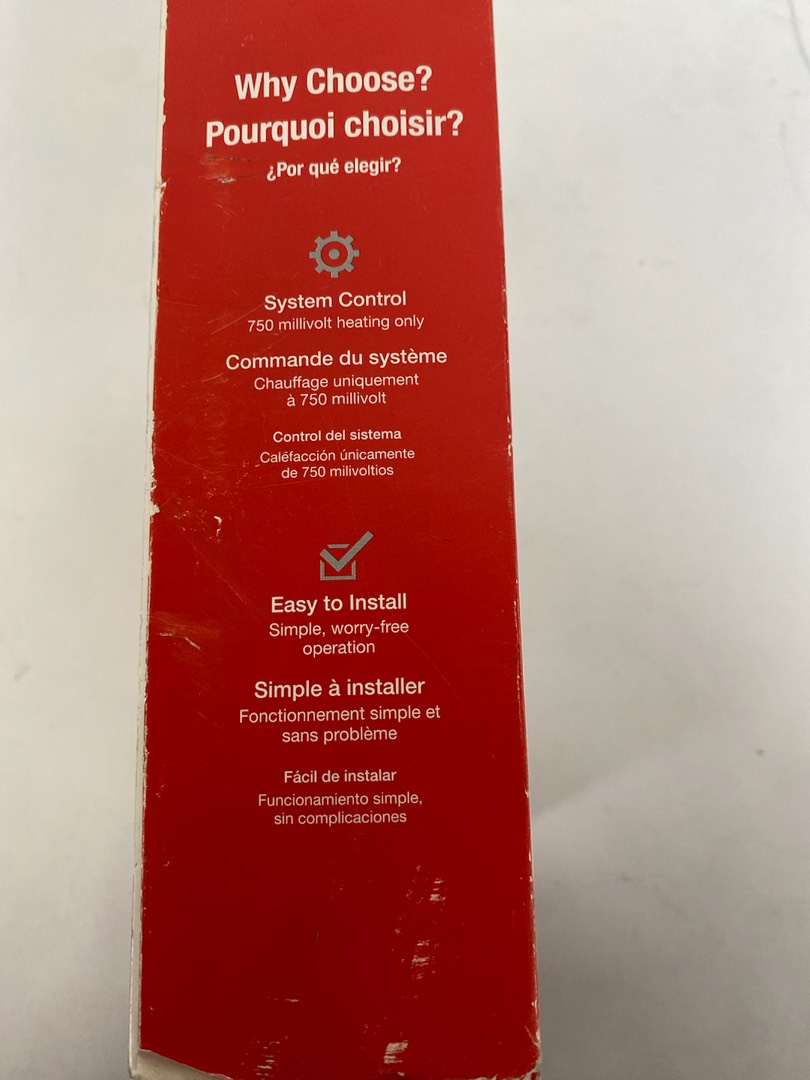 Why Choose?
Pourquoi choisir?
¿Por qué elegir?
System Control
750 millivolt heating only
Commande du système
Chauffage uniquement
à 750 millivolt
Control del sistema
Caléfacción únicamente
de 750 milivoltios
Easy to Install
Simple, worry-free
operation
Simple à installer
Fonctionnement simple et
sans problème
Fácil de instalar
Funcionamiento simple,
sin complicaciones